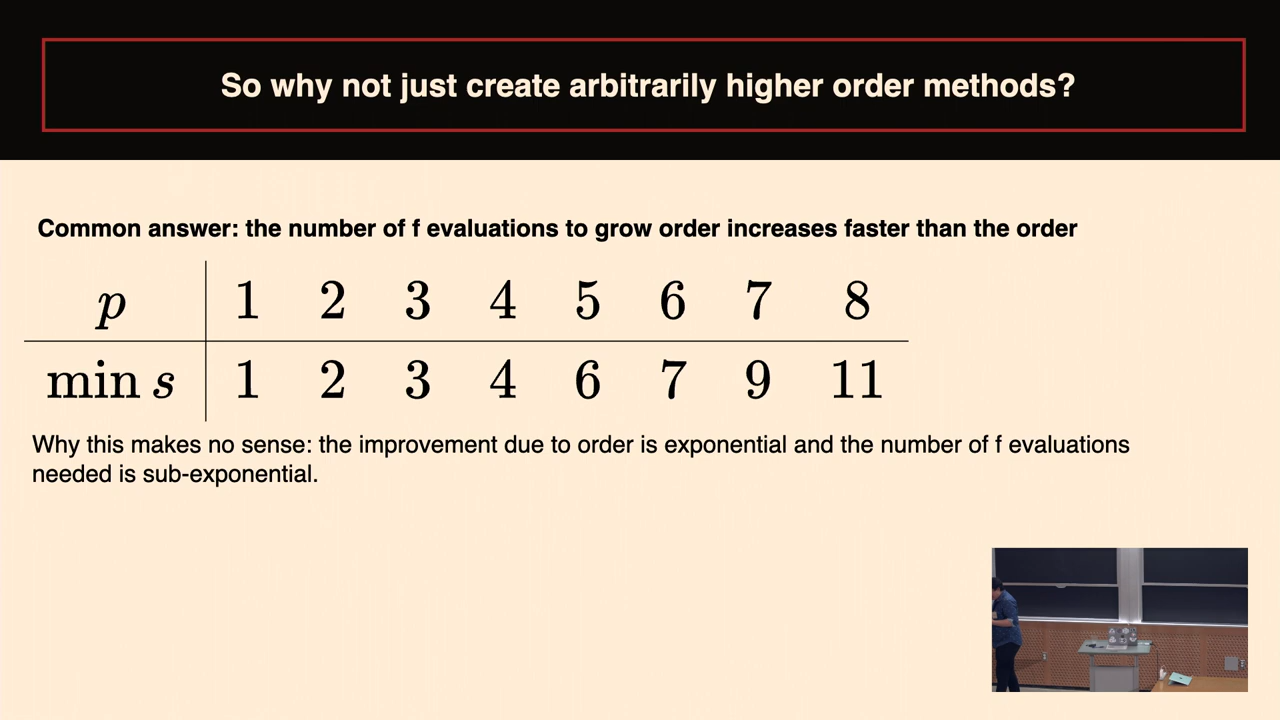 So why not just create arbitrarily higher order methods?
Common answer: the number of f evaluations to grow order increases faster than the order
p 1 2 3 4 5 6 7 8
min s 1 2 3 4 6 7 9 11
Why this makes no sense: the improvement due to order is exponential and the number of f evaluations
needed is sub-exponential.